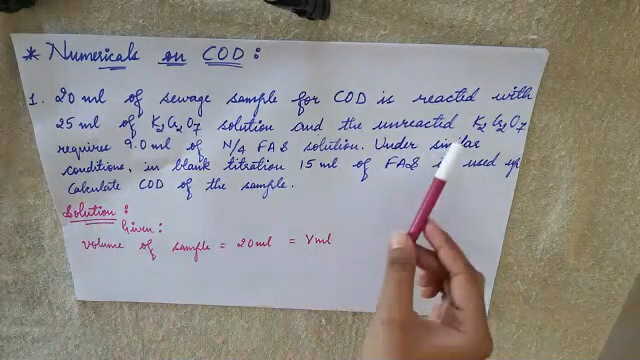 * Numericals on COD :
1. 20 ml of sewage sample for COD is reacted with
25 ml of K2Cr2O7 solution and the unreacted K2Cr2O7
requires 9.0 ml of N/4 FAS solution. Under similar
conditions, in blank titration 15 ml of FAS is used up
Calculate COD of the sample.
Solution :
Given :
Volume of sample = 20 ml = V ml